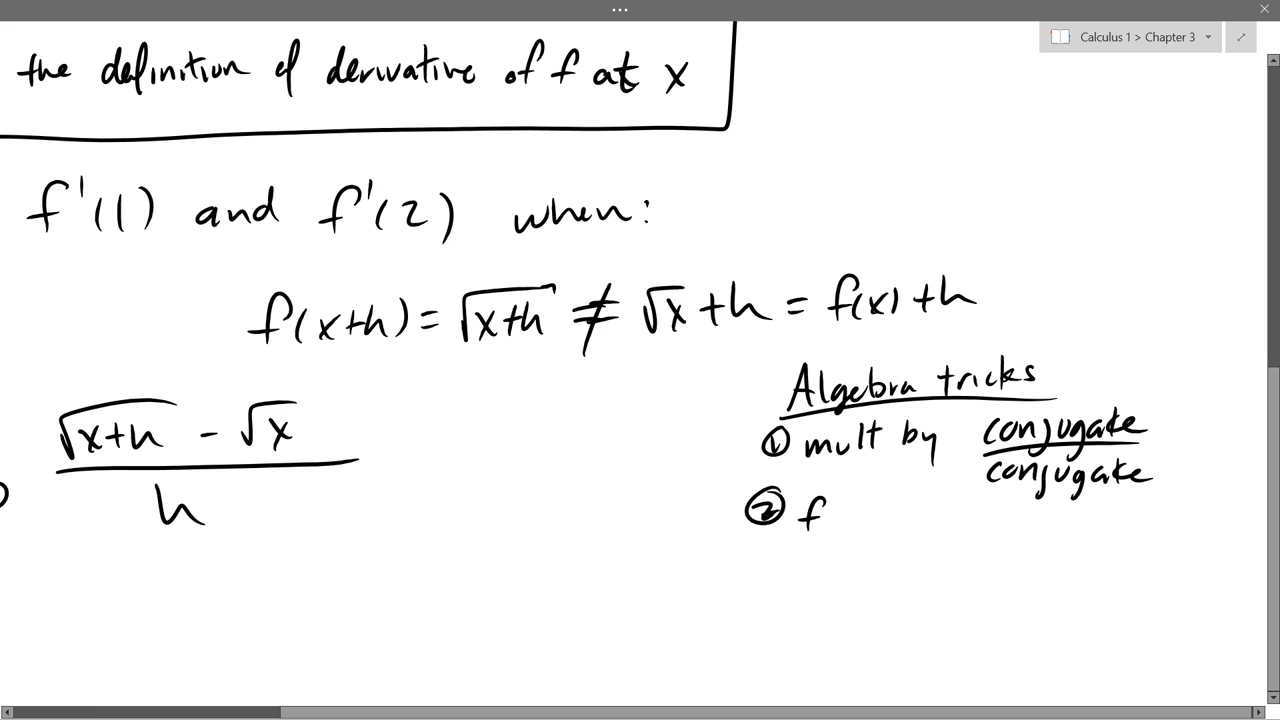 Calculus 1 > Chapter 3
the definition of derivative of f at x
f'(1) and f'(2) when:
f(x+h) = √(x+h) ≠ √x + h = f(x) + h
Algebra tricks
① mult by conjugate/conjugate
(√(x+h) - √x)/h
② f